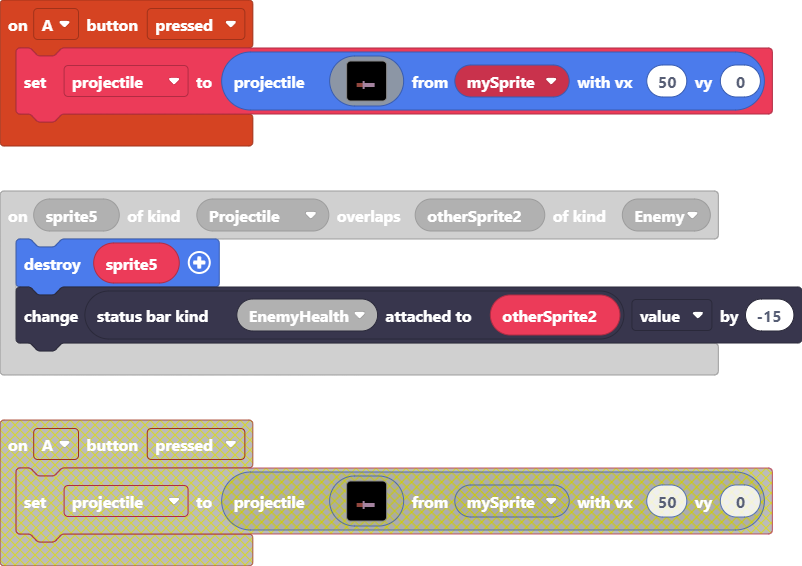 on A button pressed
set projectile to projectile from mySprite with vx 50 vy 0
on sprite5 of kind Projectile overlaps otherSprite2 of kind Enemy
destroy sprite5
change status bar kind EnemyHealth attached to otherSprite2 value by -15
on A button pressed
set projectile to projectile from mySprite with vx 50 vy 0